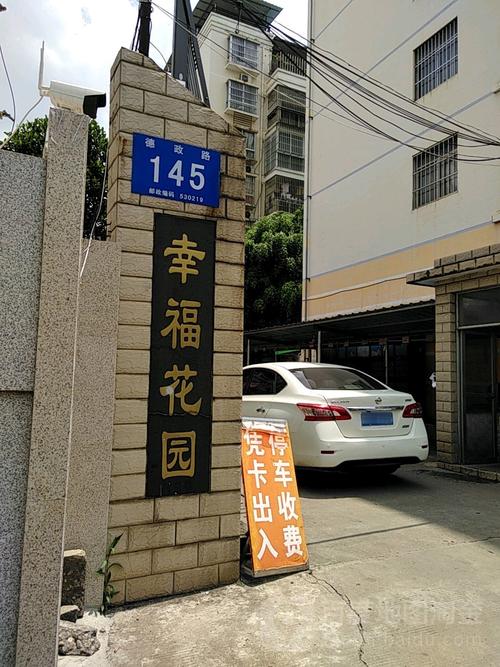 德政路
145
邮政编码 530219
幸福花园
停车收费
凭卡出入